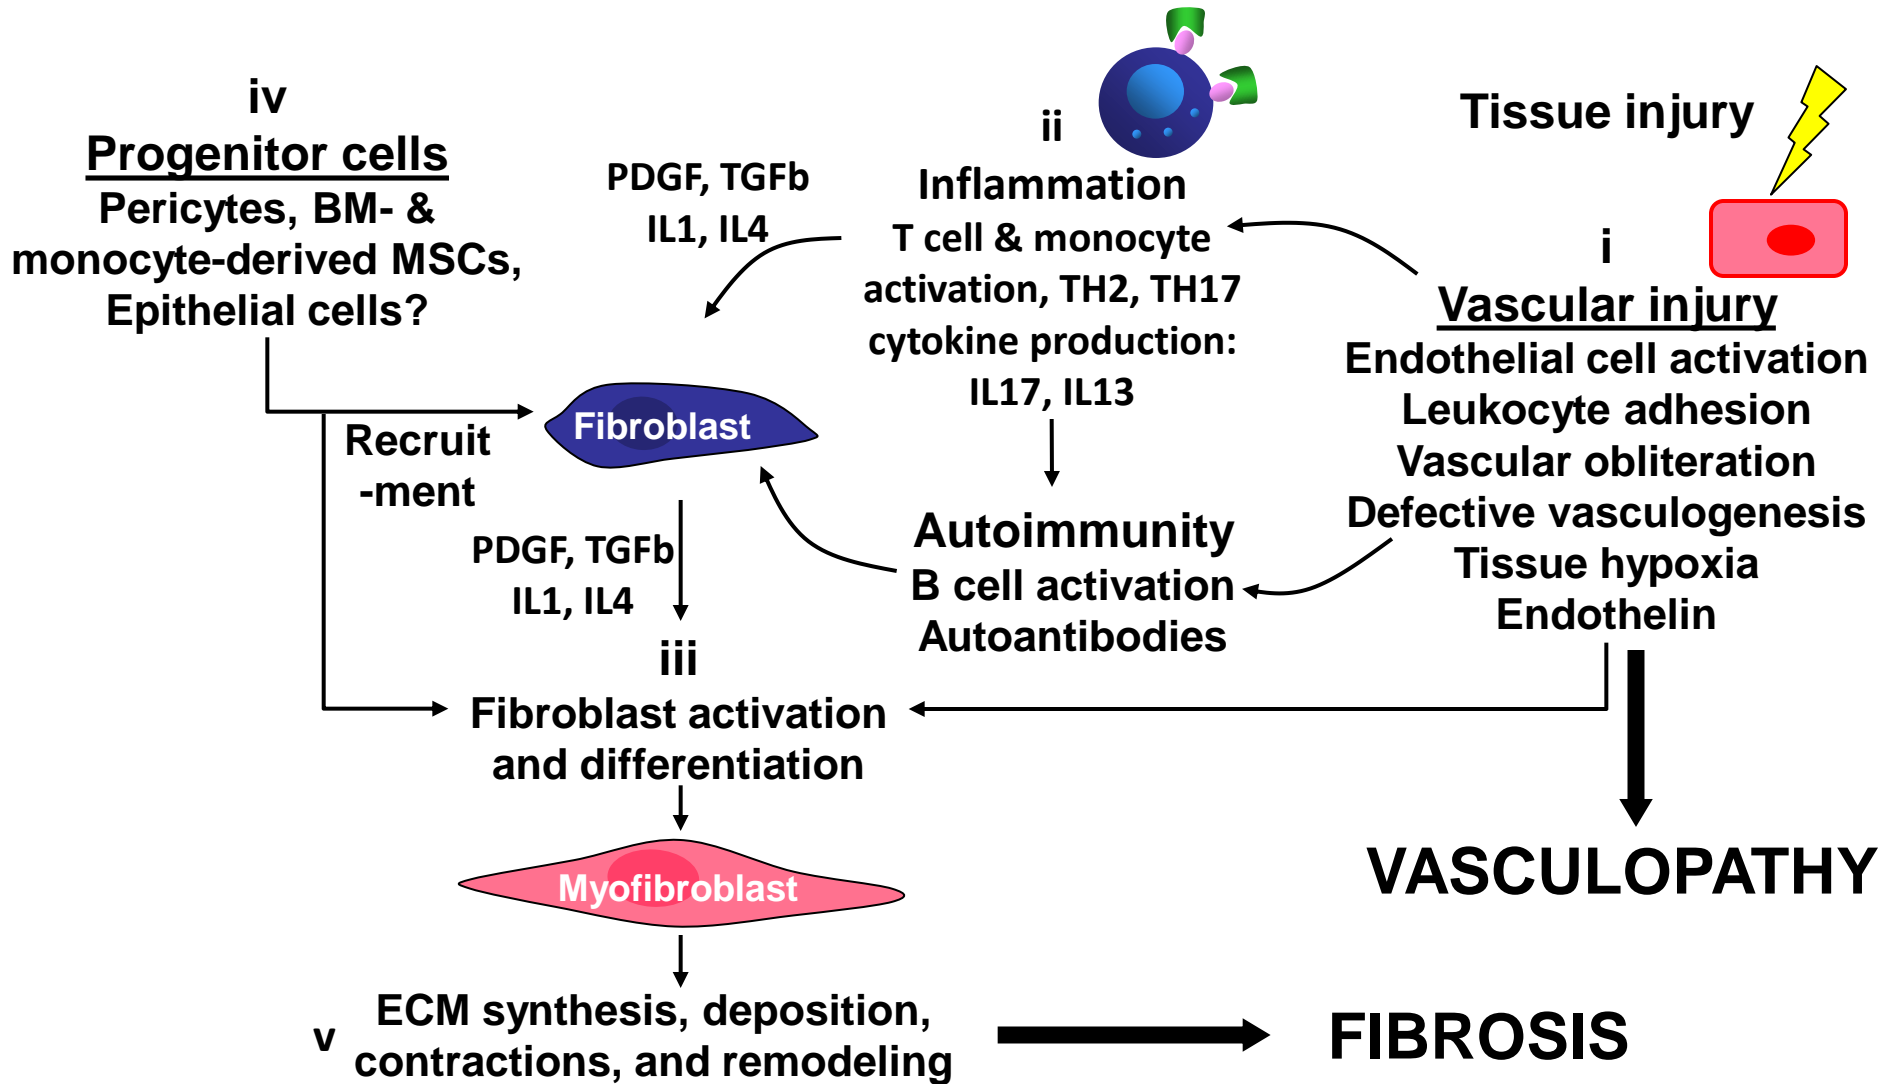 iv
Progenitor cells
Pericytes, BM- &
monocyte-derived MSCs,
Epithelial cells?
Recruit
-ment
PDGF, TGFb
IL1, IL4
ii
Inflammation
T cell & monocyte
activation, TH2, TH17
cytokine production:
IL17, IL13
Tissue injury
i
Vascular injury
Endothelial cell activation
Leukocyte adhesion
Vascular obliteration
Defective vasculogenesis
Tissue hypoxia
Endothelin
Fibroblast
Autoimmunity
B cell activation
Autoantibodies
PDGF, TGFb
IL1, IL4
iii
Fibroblast activation
and differentiation
Myofibroblast
VASCULOPATHY
v
ECM synthesis, deposition,
contractions, and remodeling
FIBROSIS